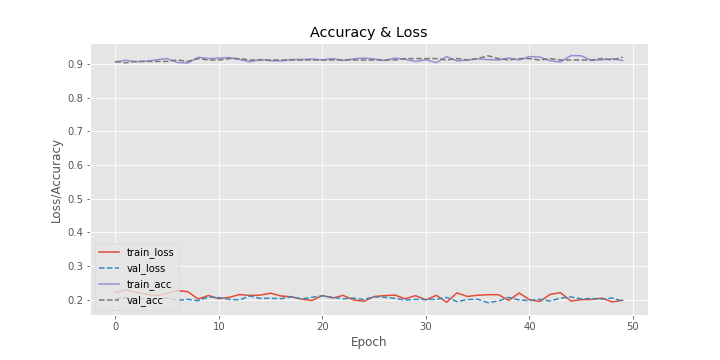 Accuracy & Loss
Loss/Accuracy
0.9
0.8
0.7
0.6
0.5
0.4
0.3
0.2
train_loss
val_loss
train_acc
val_acc
0 10 20 30 40 50
Epoch